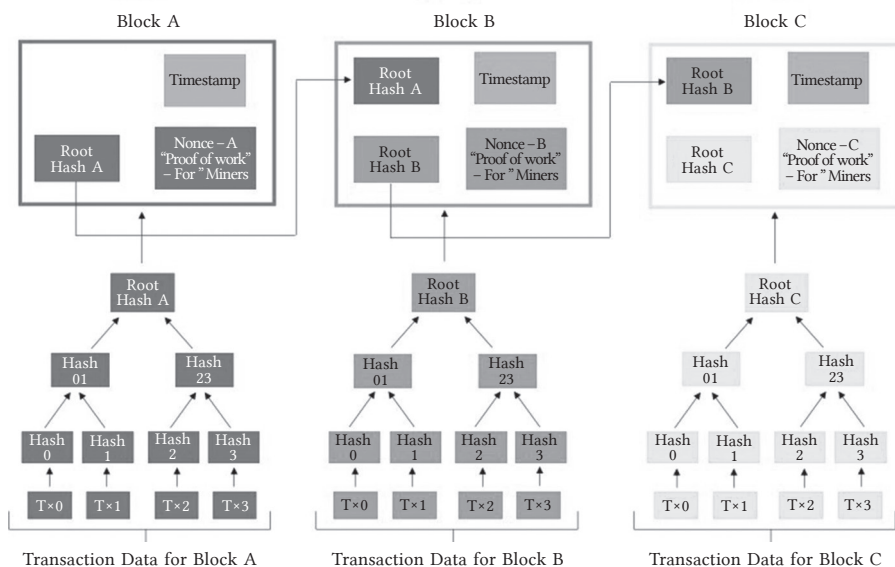 Block A
Block B
Block C
Timestamp
Root
Hash A
Nonce – A
“Proof of work”
– For ” Miners
Root
Hash A
Timestamp
Root
Hash B
Nonce – B
“Proof of work”
– For ” Miners
Root
Hash B
Timestamp
Root
Hash C
Nonce – C
“Proof of work”
– For ” Miners
Root
Hash A
Root
Hash B
Root
Hash C
Hash
01
Hash
23
Hash
01
Hash
23
Hash
01
Hash
23
Hash
0
Hash
1
Hash
2
Hash
3
Hash
0
Hash
1
Hash
2
Hash
3
Hash
0
Hash
1
Hash
2
Hash
3
T×0
T×1
T×2
T×3
T×0
T×1
T×2
T×3
T×0
T×1
T×2
T×3
Transaction Data for Block A
Transaction Data for Block B
Transaction Data for Block C